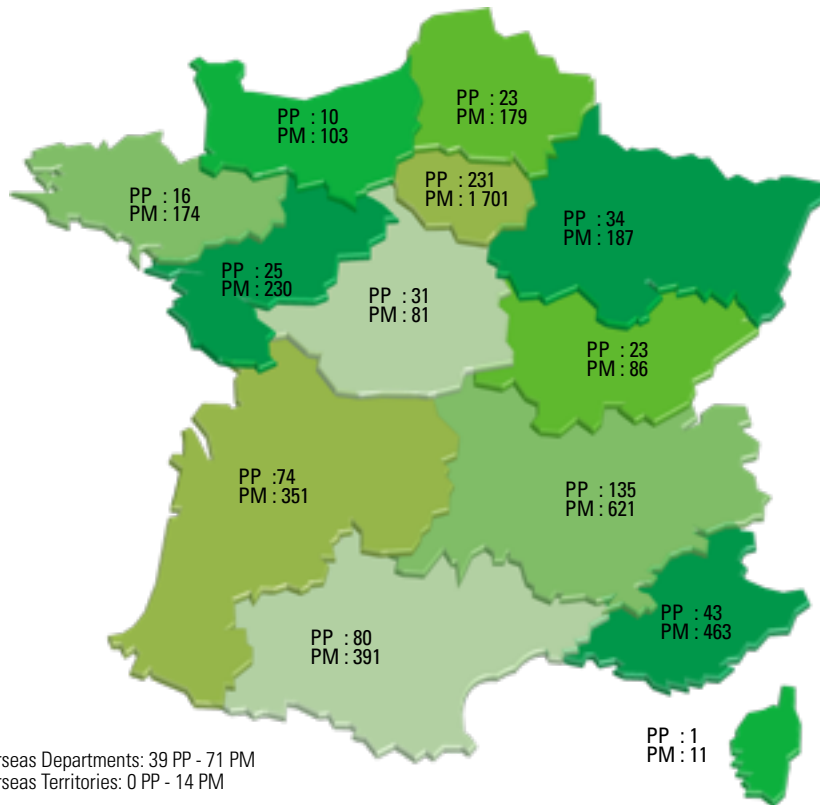 PP : 23
PM : 179
PP : 10
PM : 103
PP : 231
PM : 1 701
PP : 16
PM : 174
PP : 34
PM : 187
PP : 25
PM : 230
PP : 31
PM : 81
PP : 23
PM : 86
PP :74
PM : 351
PP : 135
PM : 621
PP : 43
PM : 463
PP : 80
PM : 391
PP : 1
PM : 11
Departments: 39 PP - 71 PM
Territories: 0 PP - 14 PM